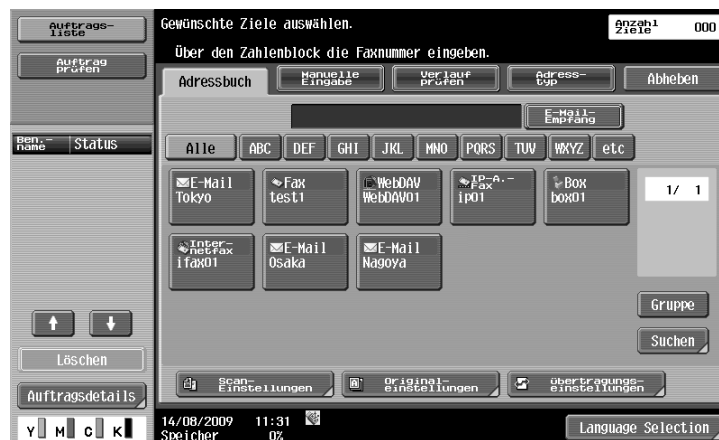 Auftrags-
liste
Auftrag
prüfen
Ben.-
name
Status
Löschen
Auftragsdetails
Y M C K
Gewünschte Ziele auswählen.
Anzahl
Ziele
000
Über den Zahlenblock die Faxnummer eingeben.
Adressbuch
Manuelle
Eingabe
Verlauf
prüfen
Adress-
typ
Abheben
E-Mail-
Empfang
Alle ABC DEF GHI JKL MNO PQRS TUV WXYZ etc
E-Mail
Tokyo
Fax
test1
WebDAV
WebDAV01
IP-A.-
Fax
ip01
Box
box01
1/ 1
Inter-
netfax
ifax01
E-Mail
Osaka
E-Mail
Nagoya
Gruppe
Suchen
Scan-
Einstellungen
Original-
einstellungen
Übertragungs-
einstellungen
14/08/2009 11:31
Speicher 0%
Language Selection